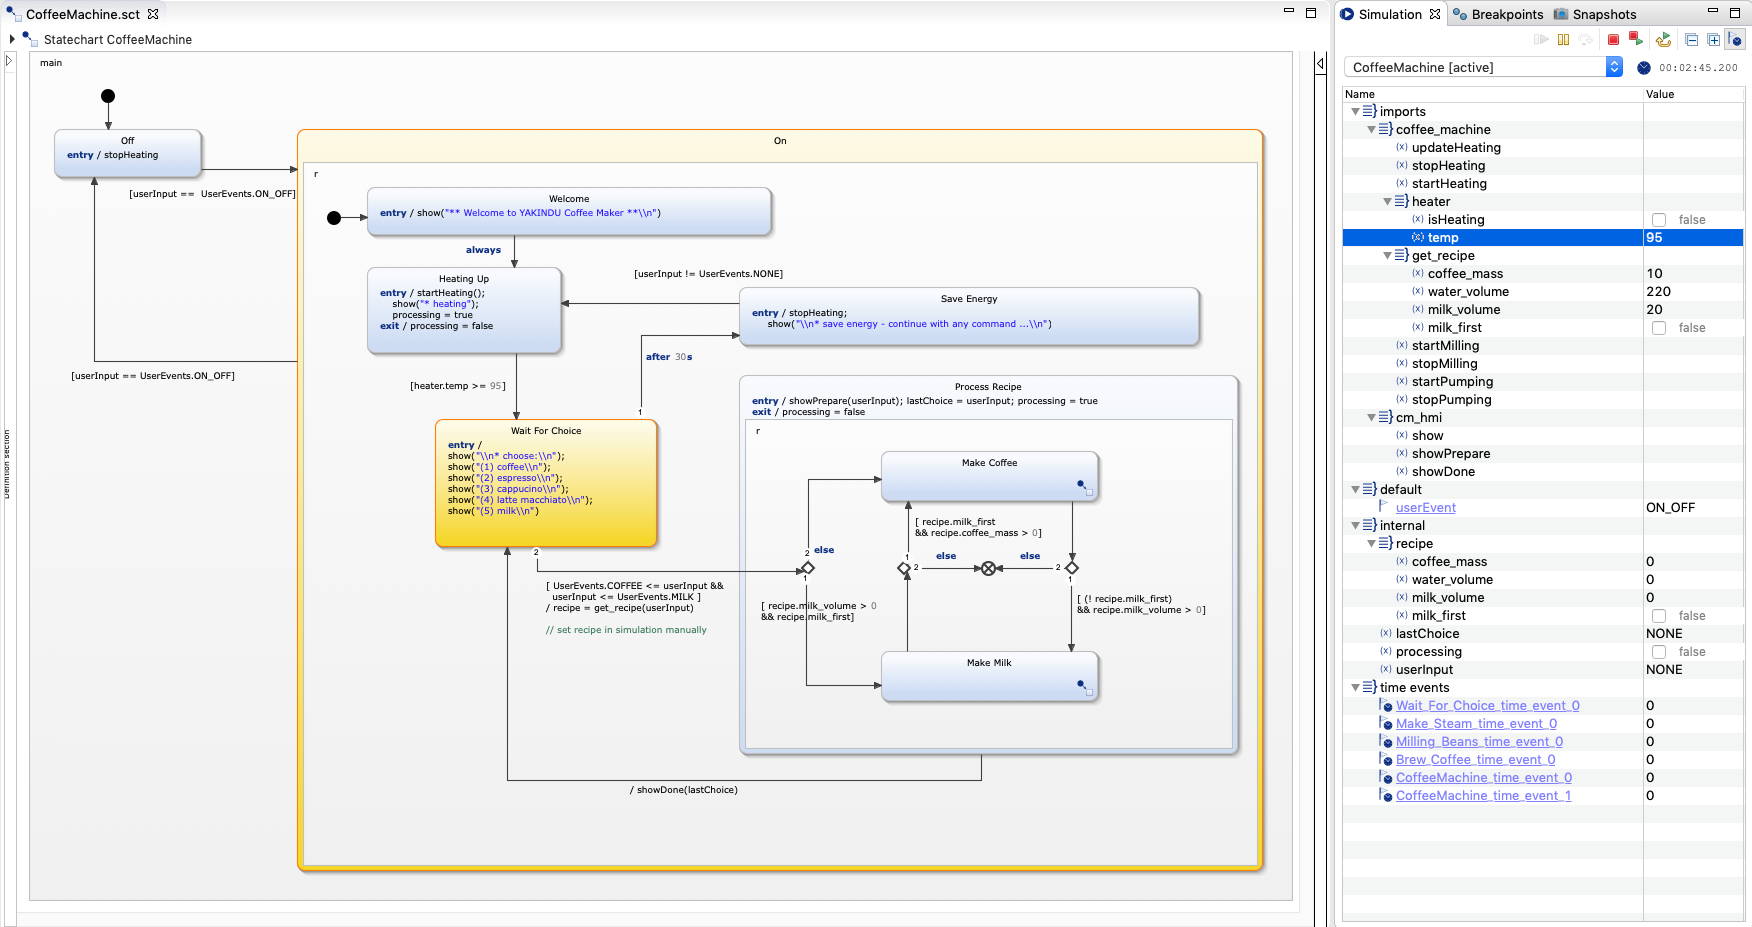 CoffeeMachine.sct
Statechart CoffeeMachine
Definition section
main
Off
entry / stopHeating
[userInput == UserEvents.ON_OFF]
[userInput == UserEvents.ON_OFF]
On
r
Welcome
entry / show("** Welcome to YAKINDU Coffee Maker **\\n")
always
Heating Up
entry / startHeating();
show("* heating");
processing = true
exit / processing = false
[userInput != UserEvents.NONE]
Save Energy
entry / stopHeating;
show("\\n* save energy - continue with any command ...\\n")
after 30s
[heater.temp >= 95]
1
Wait For Choice
entry /
show("\\n* choose:\\n");
show("(1) coffee\\n");
show("(2) espresso\\n");
show("(3) cappucino\\n");
show("(4) latte macchiato\\n");
show("(5) milk\\n")
2
[ UserEvents.COFFEE <= userInput &&
userInput <= UserEvents.MILK ]
/ recipe = get_recipe(userInput)
// set recipe in simulation manually
Process Recipe
entry / showPrepare(userInput); lastChoice = userInput; processing = true
exit / processing = false
r
Make Coffee
[ recipe.milk_first
&& recipe.coffee_mass > 0]
2 else
1
1
2 else
else 2
1
[ recipe.milk_volume > 0
&& recipe.milk_first]
[ (! recipe.milk_first)
&& recipe.milk_volume > 0]
Make Milk
/ showDone(lastChoice)
Simulation
Breakpoints
Snapshots
CoffeeMachine [active]
00:02:45.200
Name Value
imports
coffee_machine
updateHeating
stopHeating
startHeating
heater
isHeating false
temp 95
get_recipe
coffee_mass 10
water_volume 220
milk_volume 20
milk_first false
startMilling
stopMilling
startPumping
stopPumping
cm_hmi
show
showPrepare
showDone
default
userEvent ON_OFF
internal
recipe
coffee_mass 0
water_volume 0
milk_volume 0
milk_first false
lastChoice NONE
processing false
userInput NONE
time events
Wait_For_Choice_time_event_0 0
Make_Steam_time_event_0 0
Milling_Beans_time_event_0 0
Brew_Coffee_time_event_0 0
CoffeeMachine_time_event_0 0
CoffeeMachine_time_event_1 0